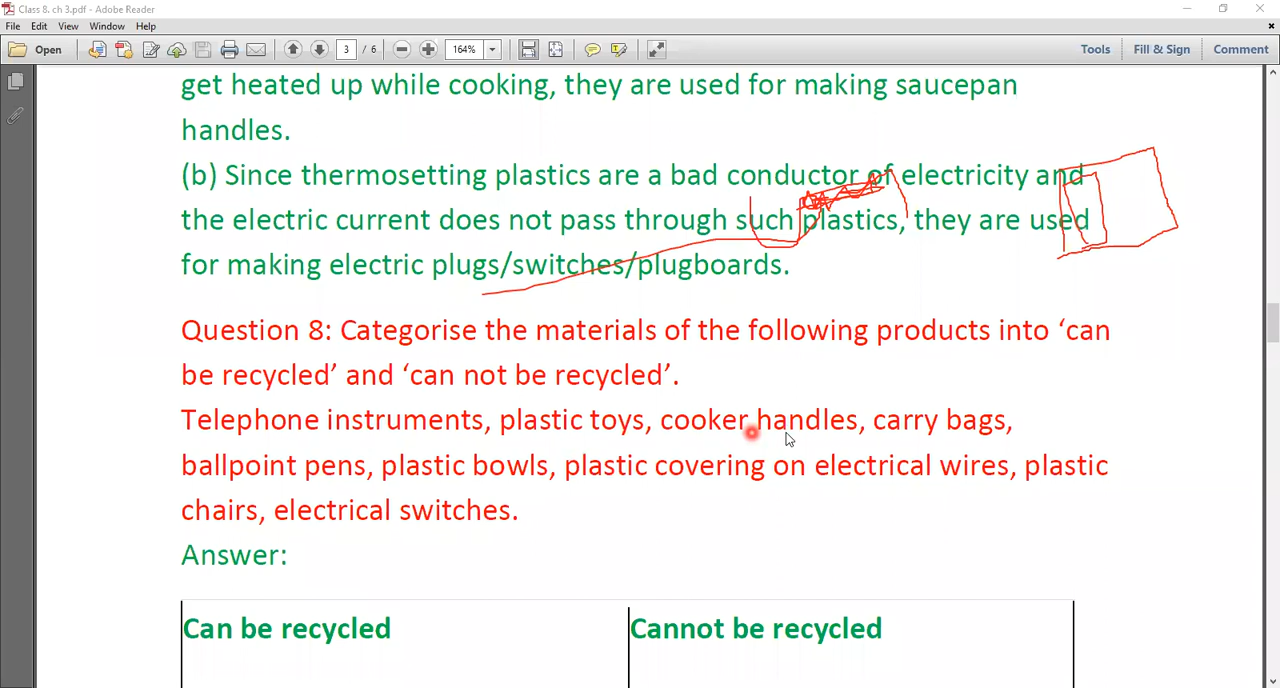 Class 8. ch 3.pdf - Adobe Reader
File Edit View Window Help
Open 3 / 6 164% Tools Fill & Sign Comment
get heated up while cooking, they are used for making saucepan
handles.
(b) Since thermosetting plastics are a bad conductor of electricity and
the electric current does not pass through such plastics, they are used
for making electric plugs/switches/plugboards.
Question 8: Categorise the materials of the following products into ‘can
be recycled’ and ‘can not be recycled’.
Telephone instruments, plastic toys, cooker handles, carry bags,
ballpoint pens, plastic bowls, plastic covering on electrical wires, plastic
chairs, electrical switches.
Answer:
Can be recycled Cannot be recycled